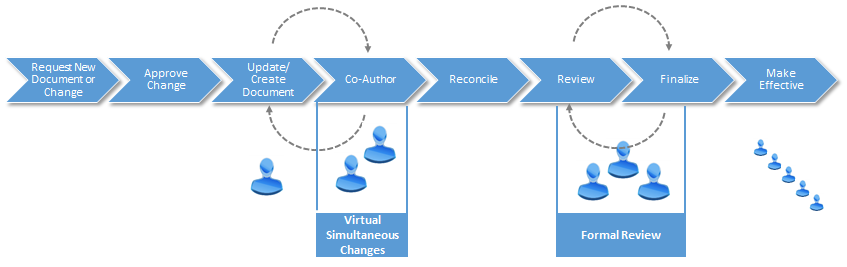 Request New
Document or
Change
Approve
Change
Update/
Create
Document
Co-Author
Reconcile
Review
Finalize
Make
Effective
Virtual
Simultaneous
Changes
Formal Review